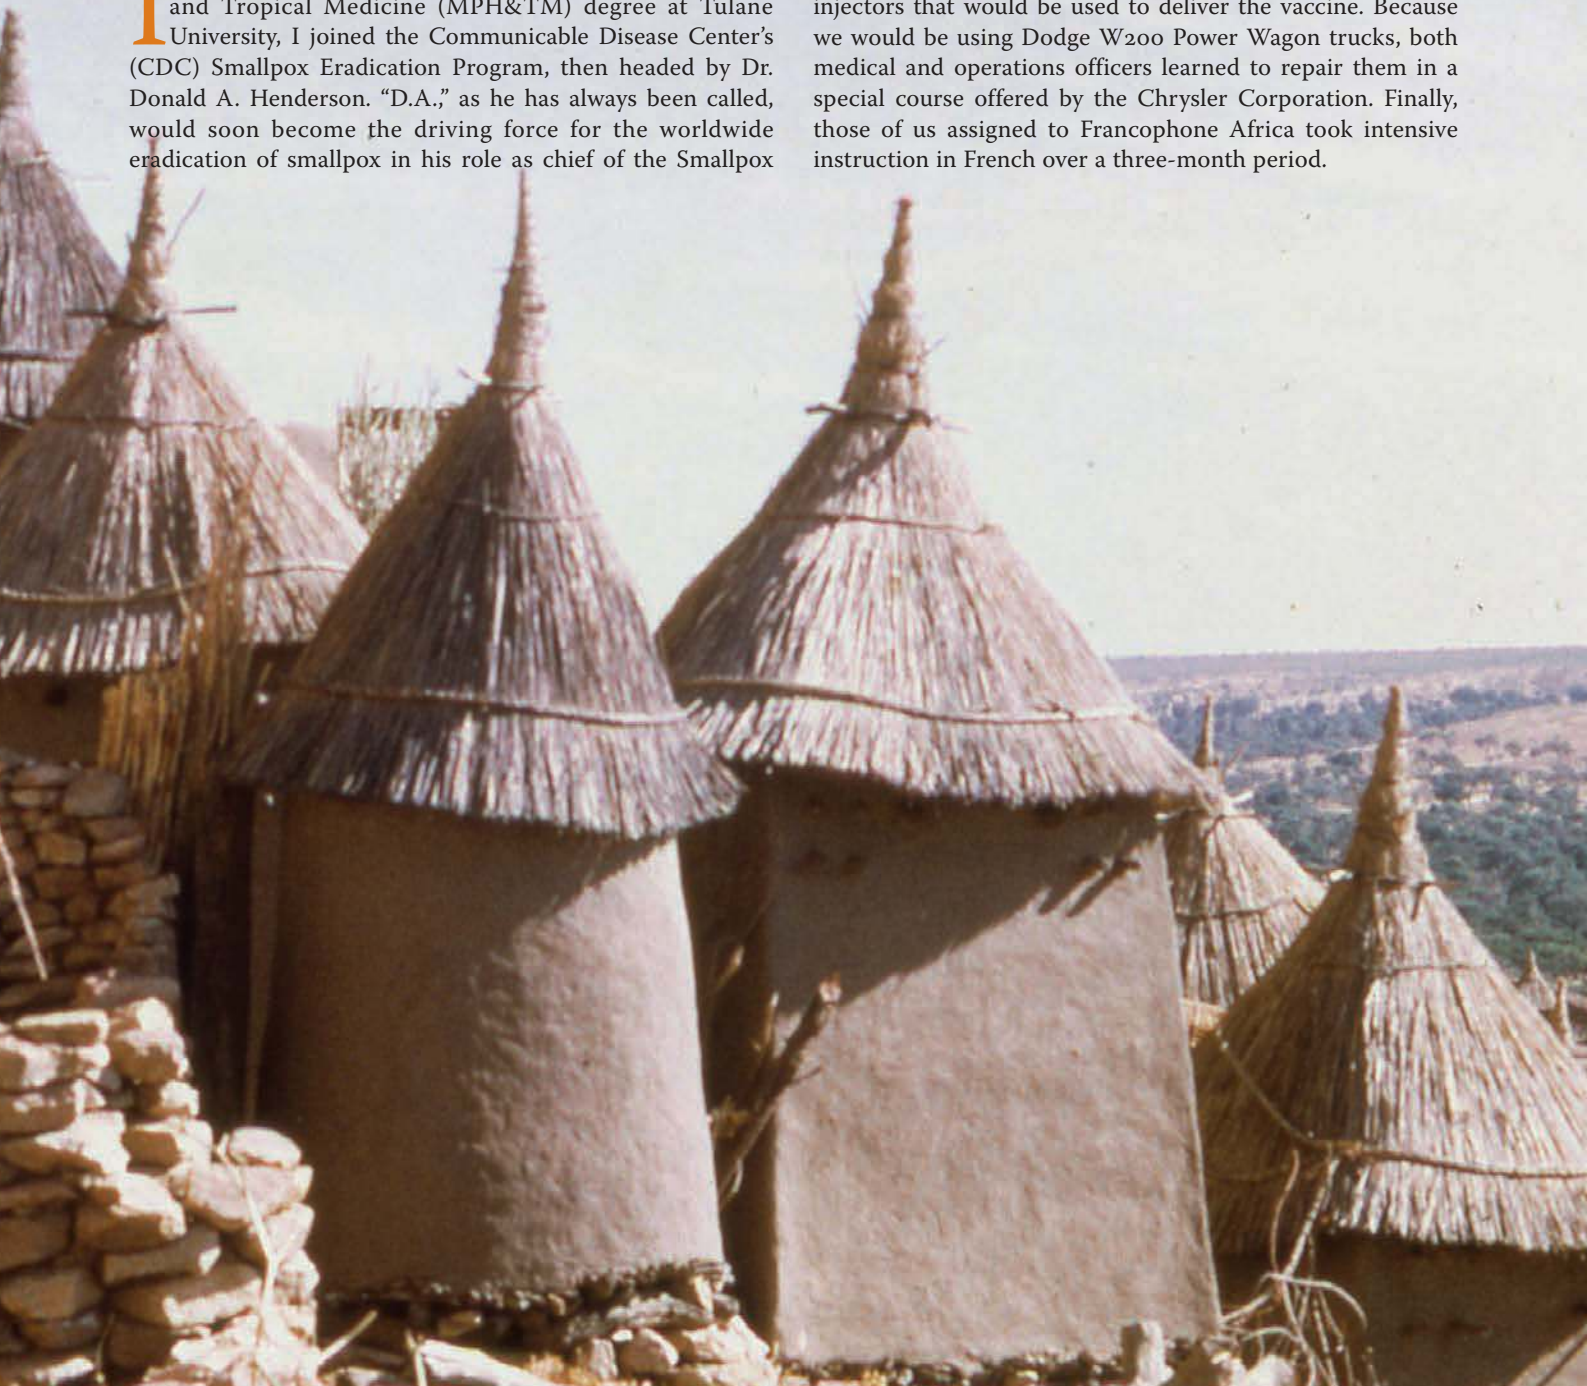 I
and Tropical Medicine (MPH&TM) degree at Tulane
University, I joined the Communicable Disease Center’s
(CDC) Smallpox Eradication Program, then headed by Dr.
Donald A. Henderson. “D.A.,” as he has always been called,
would soon become the driving force for the worldwide
eradication of smallpox in his role as chief of the Smallpox
injectors that would be used to deliver the vaccine. Because
we would be using Dodge W200 Power Wagon trucks, both
medical and operations officers learned to repair them in a
special course offered by the Chrysler Corporation. Finally,
those of us assigned to Francophone Africa took intensive
instruction in French over a three-month period.